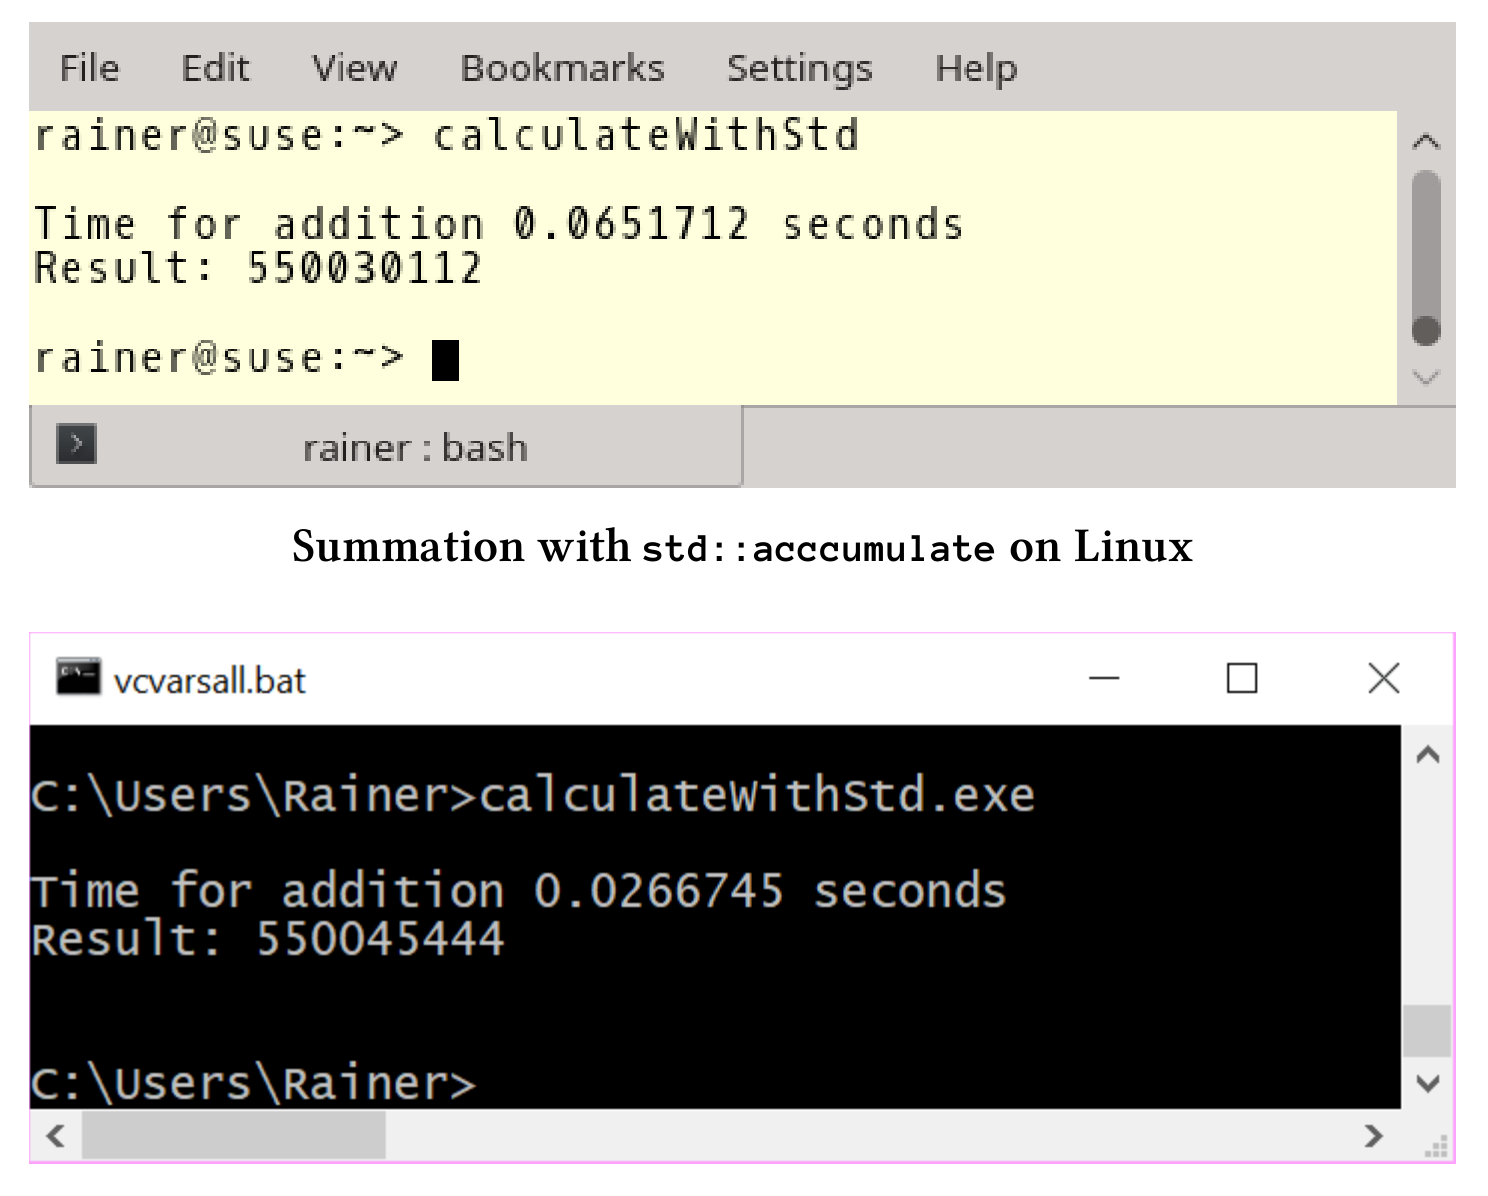 File Edit View Bookmarks Settings Help
rainer@suse:~> calculateWithStd
Time for addition 0.0651712 seconds
Result: 550030112
rainer@suse:~>
rainer : bash
Summation with std::acccumulate on Linux
vcvarsall.bat
C:\Users\Rainer>calculateWithStd.exe
Time for addition 0.0266745 seconds
Result: 550045444
C:\Users\Rainer>